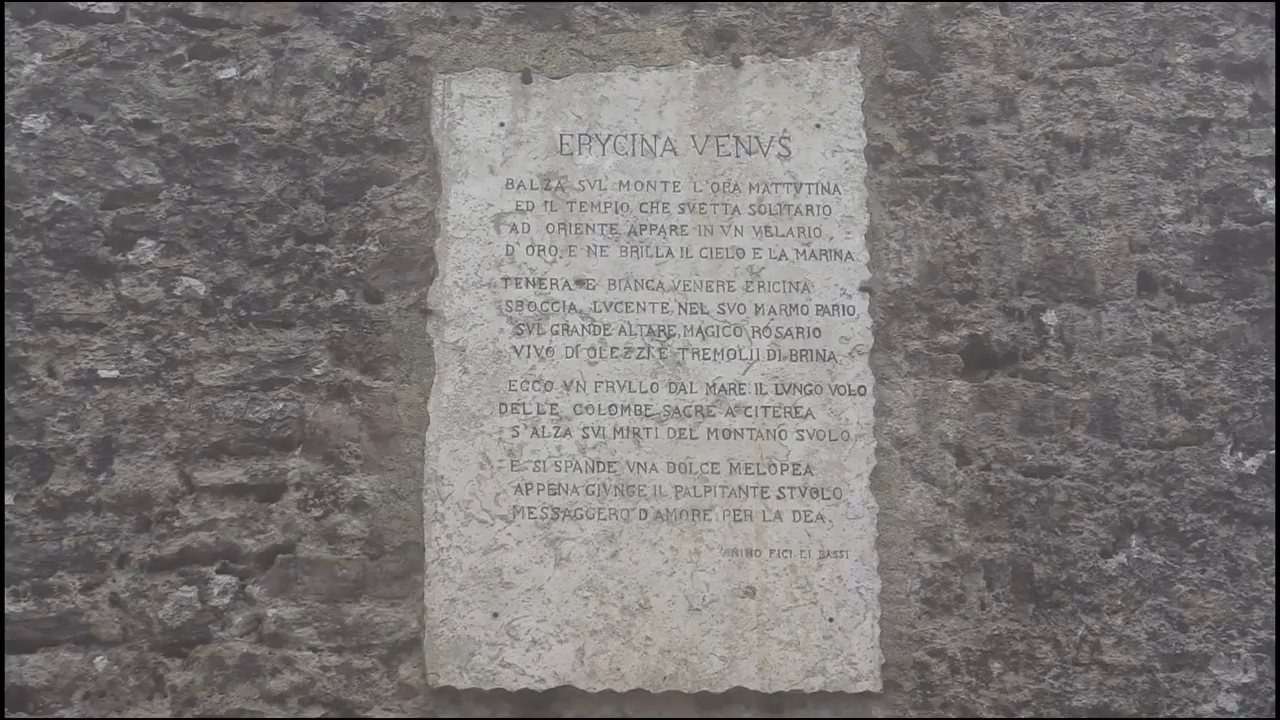 ERYCINA VENVS
BALZA SVL MONTE L'ORA MATTVTINA
ED IL TEMPIO, CHE SVETTA SOLITARIO
AD ORIENTE, APPARE IN VN VELARIO
D'ORO, E NE BRILLA IL CIELO E LA MARINA.
TENERA E BIANCA VENERE ERICINA
SBOCCIA, LVCENTE, NEL SVO MARMO PARIO,
SVL GRANDE ALTARE, MAGICO ROSARIO
VIVO DI OLEZZI E TREMOLII DI BRINA.
ECCO VN FRVLLO DAL MARE: IL LVNGO VOLO
DELLE COLOMBE SACRE A CITEREA
S'ALZA SVI MIRTI DEL MONTANO SVOLO
E SI SPANDE VNA DOLCE MELOPEA
APPENA GIVNGE IL PALPITANTE STVOLO
MESSAGGERO D'AMORE PER LA DEA.
FICI LI BASSI